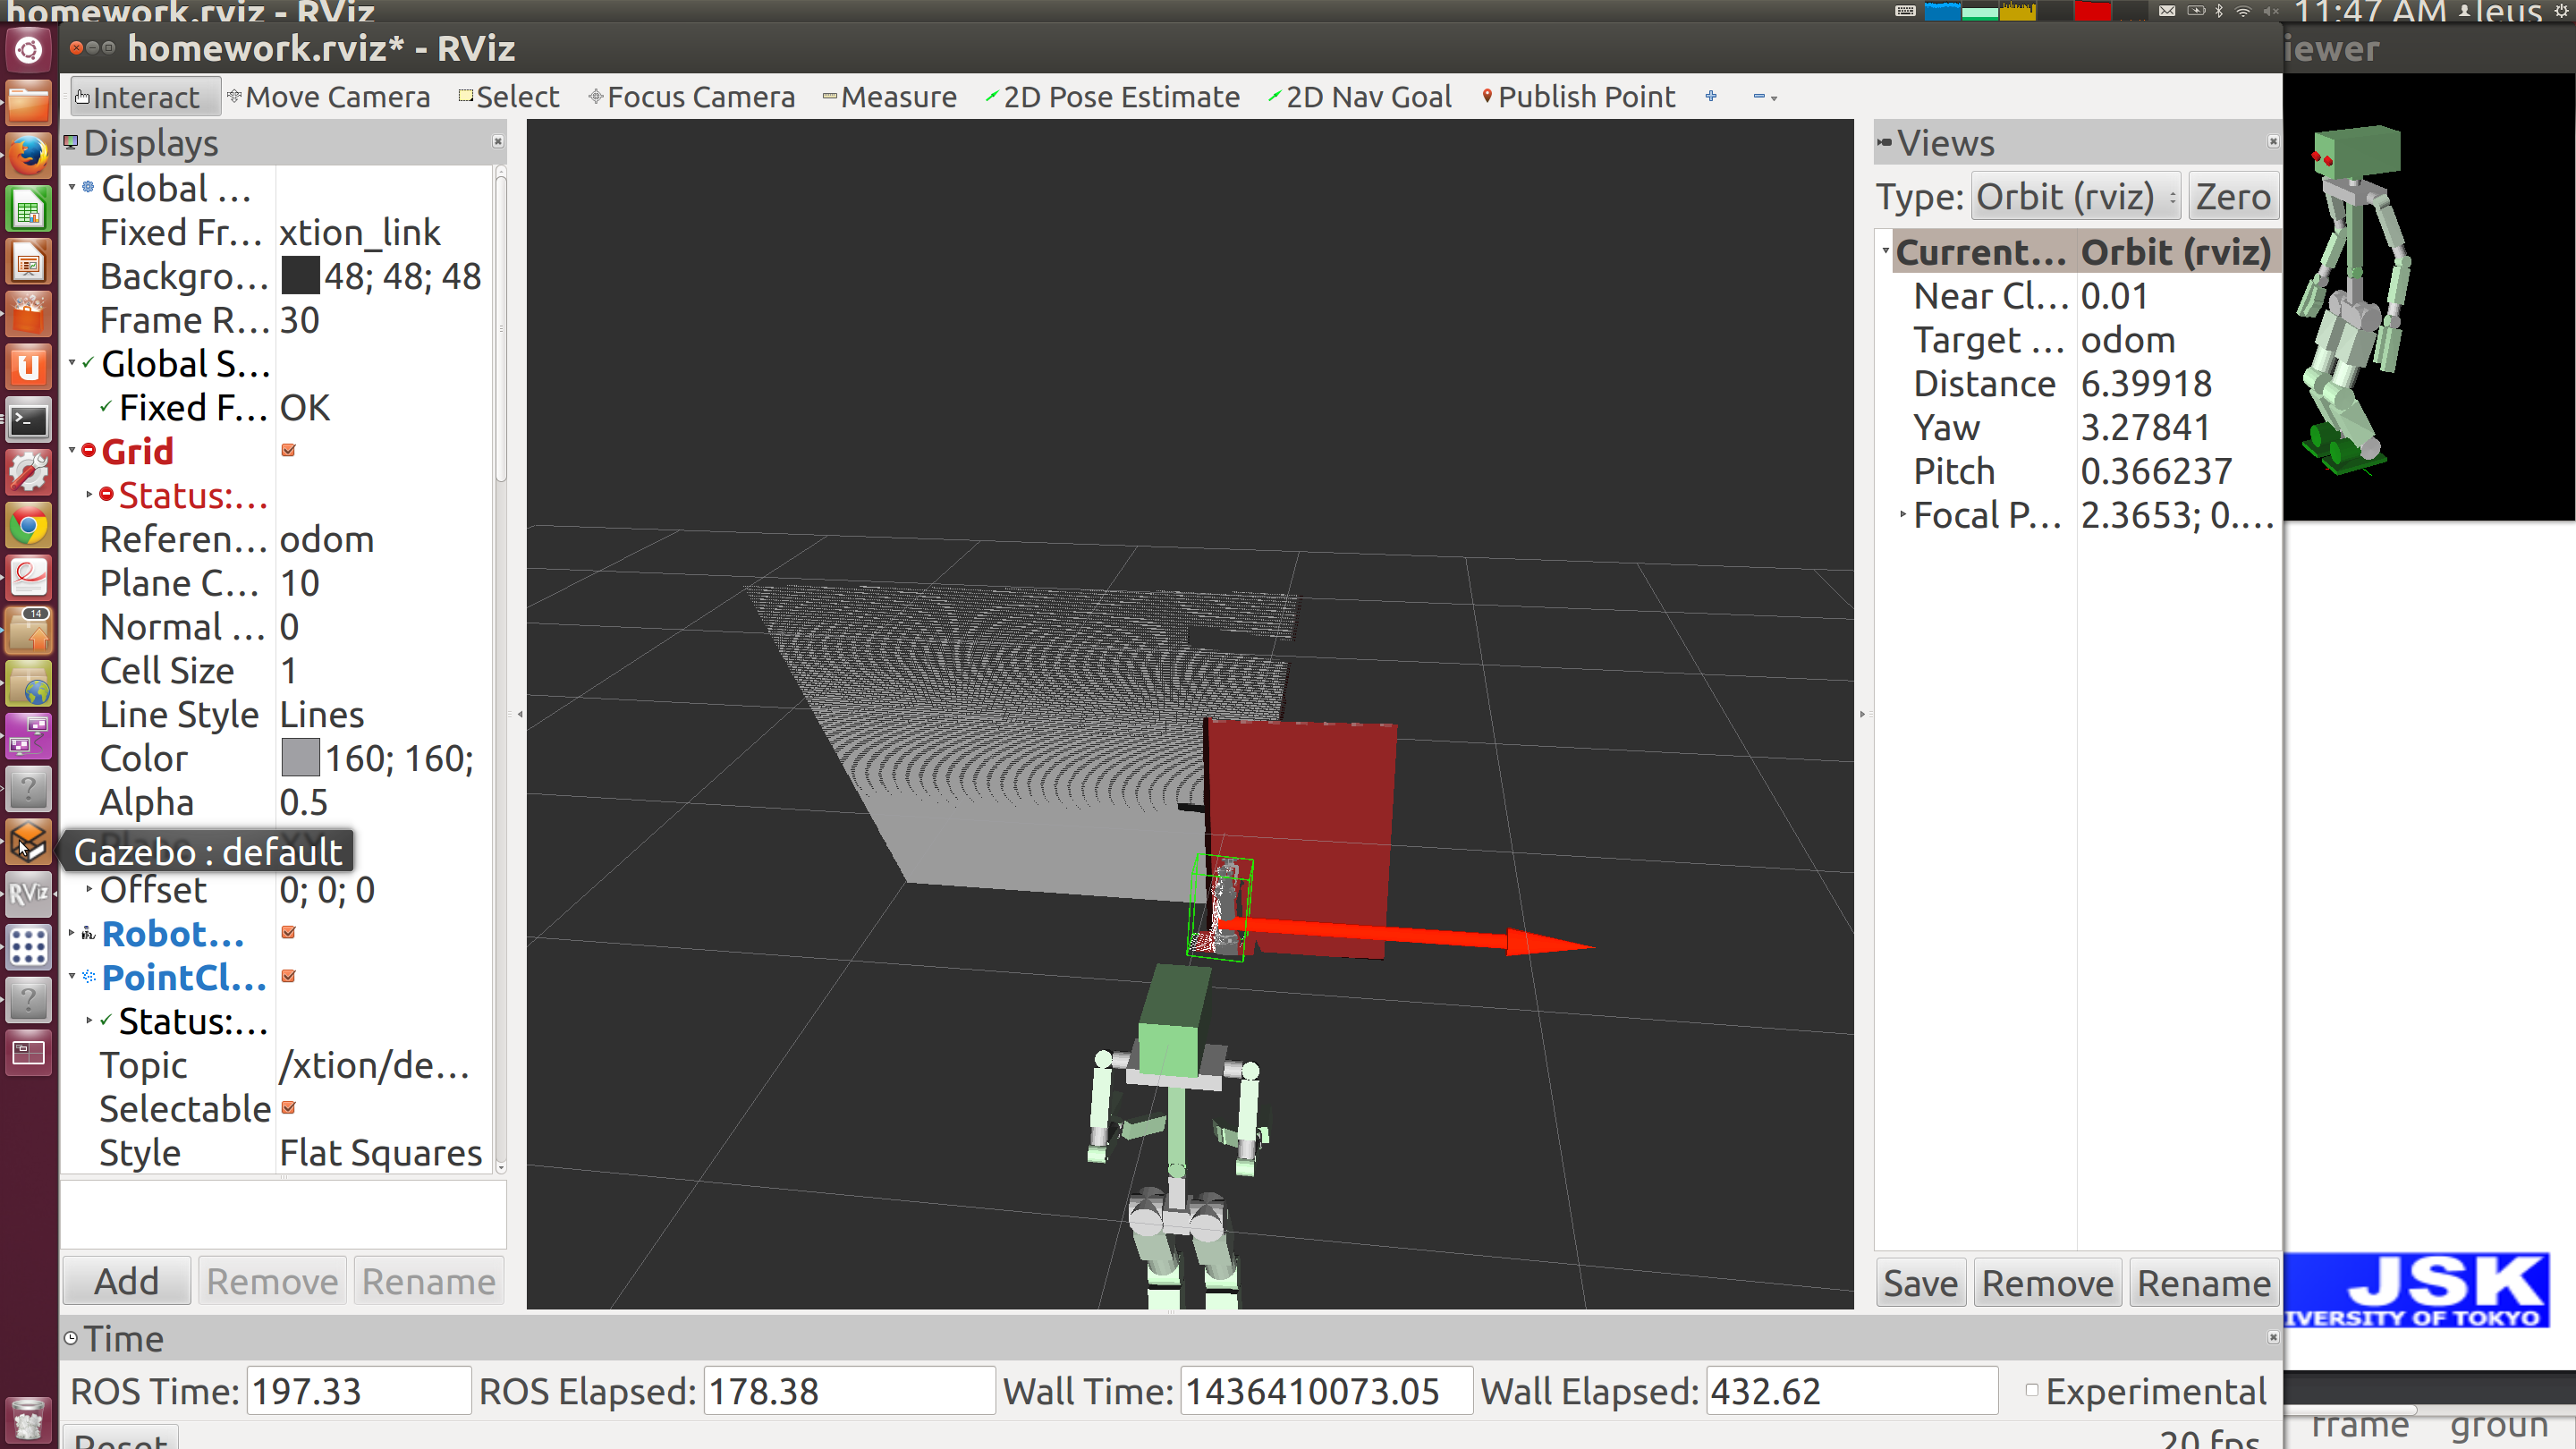 homework.rviz - RViz
11:47 AM leus
homework.rviz* - RViz
iewer
Interact Move Camera Select Focus Camera Measure 2D Pose Estimate 2D Nav Goal Publish Point
Displays
Global ...
Fixed Fr... xtion_link
Backgro... 48; 48; 48
Frame R... 30
Global S...
Fixed F... OK
Grid
Status:...
Referen... odom
Plane C... 10
Normal ... 0
Cell Size 1
Line Style Lines
Color 160; 160;
Alpha 0.5
Gazebo : default
Offset 0; 0; 0
Robot...
PointCl...
Status:...
Topic /xtion/de...
Selectable
Style Flat Squares
Add Remove Rename
Views
Type: Orbit (rviz) Zero
Current... Orbit (rviz)
Near Cl... 0.01
Target ... odom
Distance 6.39918
Yaw 3.27841
Pitch 0.366237
Focal P... 2.3653; 0....
Save Remove Rename
JSK
IVERSITY OF TOKYO
Time
ROS Time: 197.33 ROS Elapsed: 178.38 Wall Time: 1436410073.05 Wall Elapsed: 432.62 Experimental
Reset 20 fps
frame groun
14
RViz